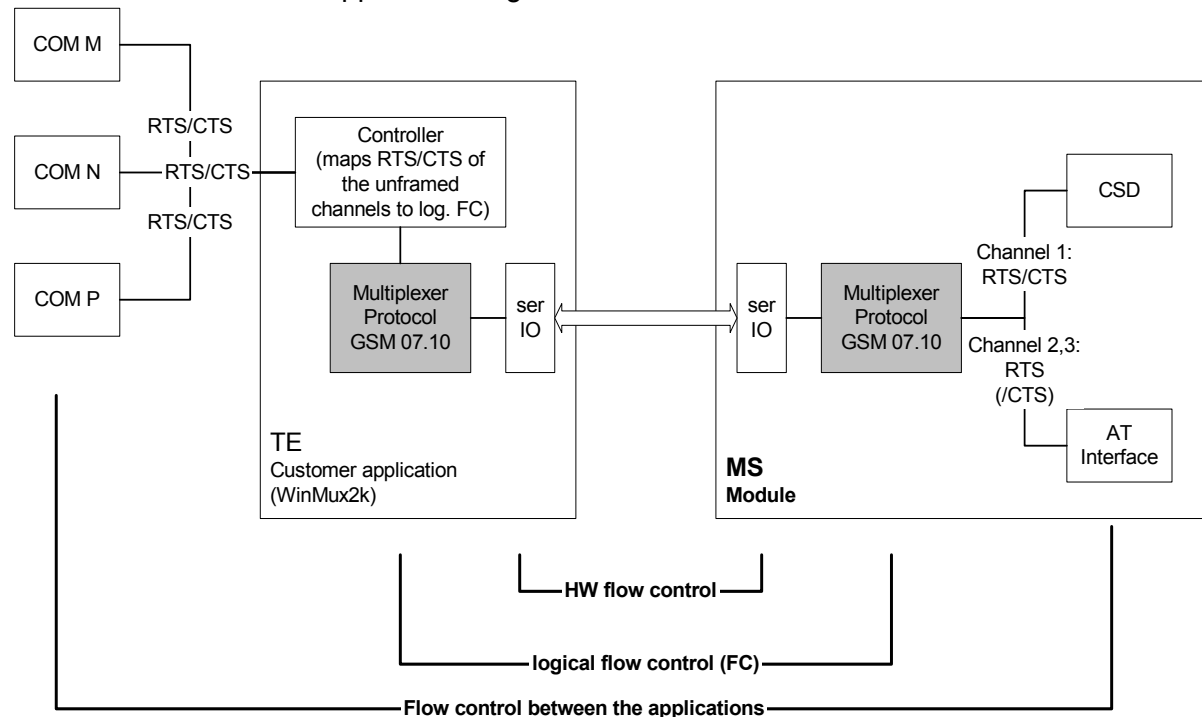 COM M
RTS/CTS
COM N
RTS/CTS
RTS/CTS
COM P
Controller
(maps RTS/CTS of
the unframed
channels to log. FC)
Multiplexer
Protocol
GSM 07.10
ser
IO
TE
Customer application
(WinMux2k)
ser
IO
Multiplexer
Protocol
GSM 07.10
CSD
Channel 1:
RTS/CTS
Channel 2,3:
RTS
(/CTS)
AT
Interface
MS
Module
HW flow control
logical flow control (FC)
Flow control between the applications